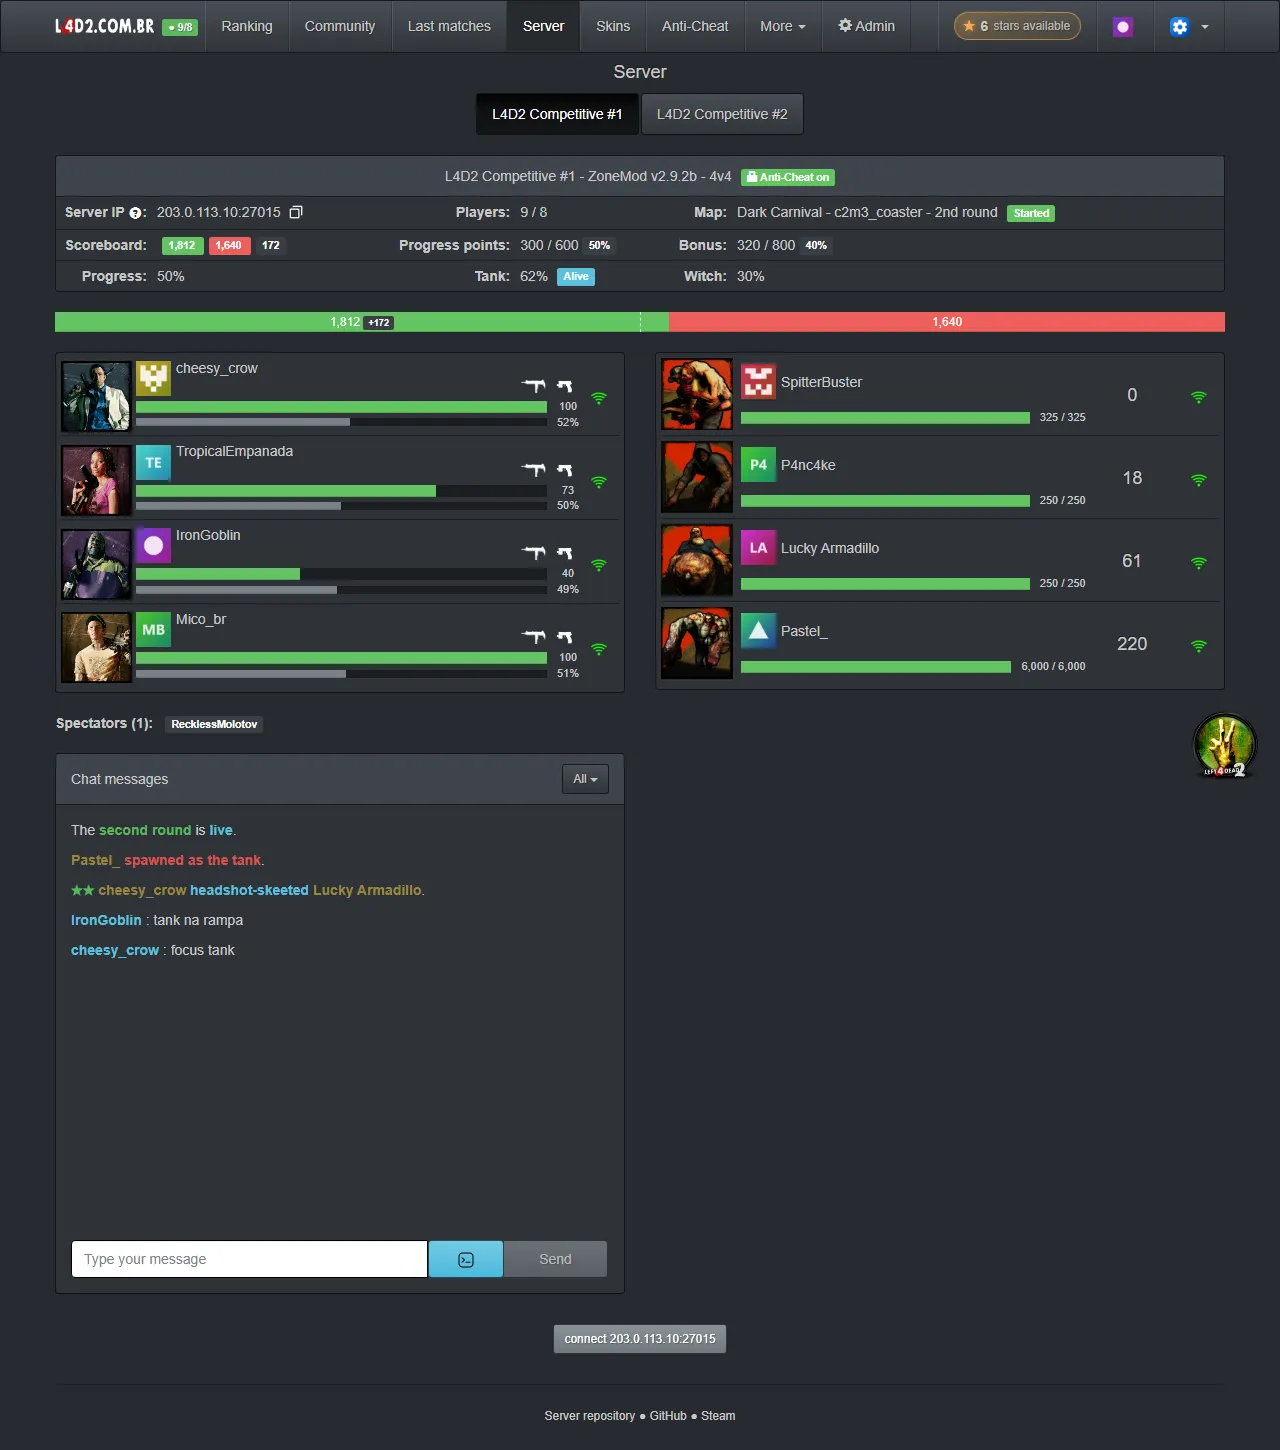 L4D2.COM.BR ● 9/8 Ranking Community Last matches Server Skins Anti-Cheat More Admin ★ 6 stars available
Server
L4D2 Competitive #1 L4D2 Competitive #2
L4D2 Competitive #1 - ZoneMod v2.9.2b - 4v4 Anti-Cheat on
Server IP ?: 203.0.113.10:27015 Players: 9 / 8 Map: Dark Carnival - c2m3_coaster - 2nd round Started
Scoreboard: 1,812 1,640 172 Progress points: 300 / 600 50% Bonus: 320 / 800 40%
Progress: 50% Tank: 62% Alive Witch: 30%
1,812 +172 1,640
cheesy_crow
100
52%
TE TropicalEmpanada
73
50%
IronGoblin
40
49%
MB Mico_br
100
51%
SpitterBuster 0
325 / 325
P4 P4nc4ke 18
250 / 250
LA Lucky Armadillo 61
250 / 250
Pastel_ 220
6,000 / 6,000
Spectators (1): RecklessMolotov
LEFT 4 DEAD 2
Chat messages All
The second round is live.
Pastel_ spawned as the tank.
★★ cheesy_crow headshot-skeeted Lucky Armadillo.
IronGoblin : tank na rampa
cheesy_crow : focus tank
Type your message Send
connect 203.0.113.10:27015
Server repository ● GitHub ● Steam